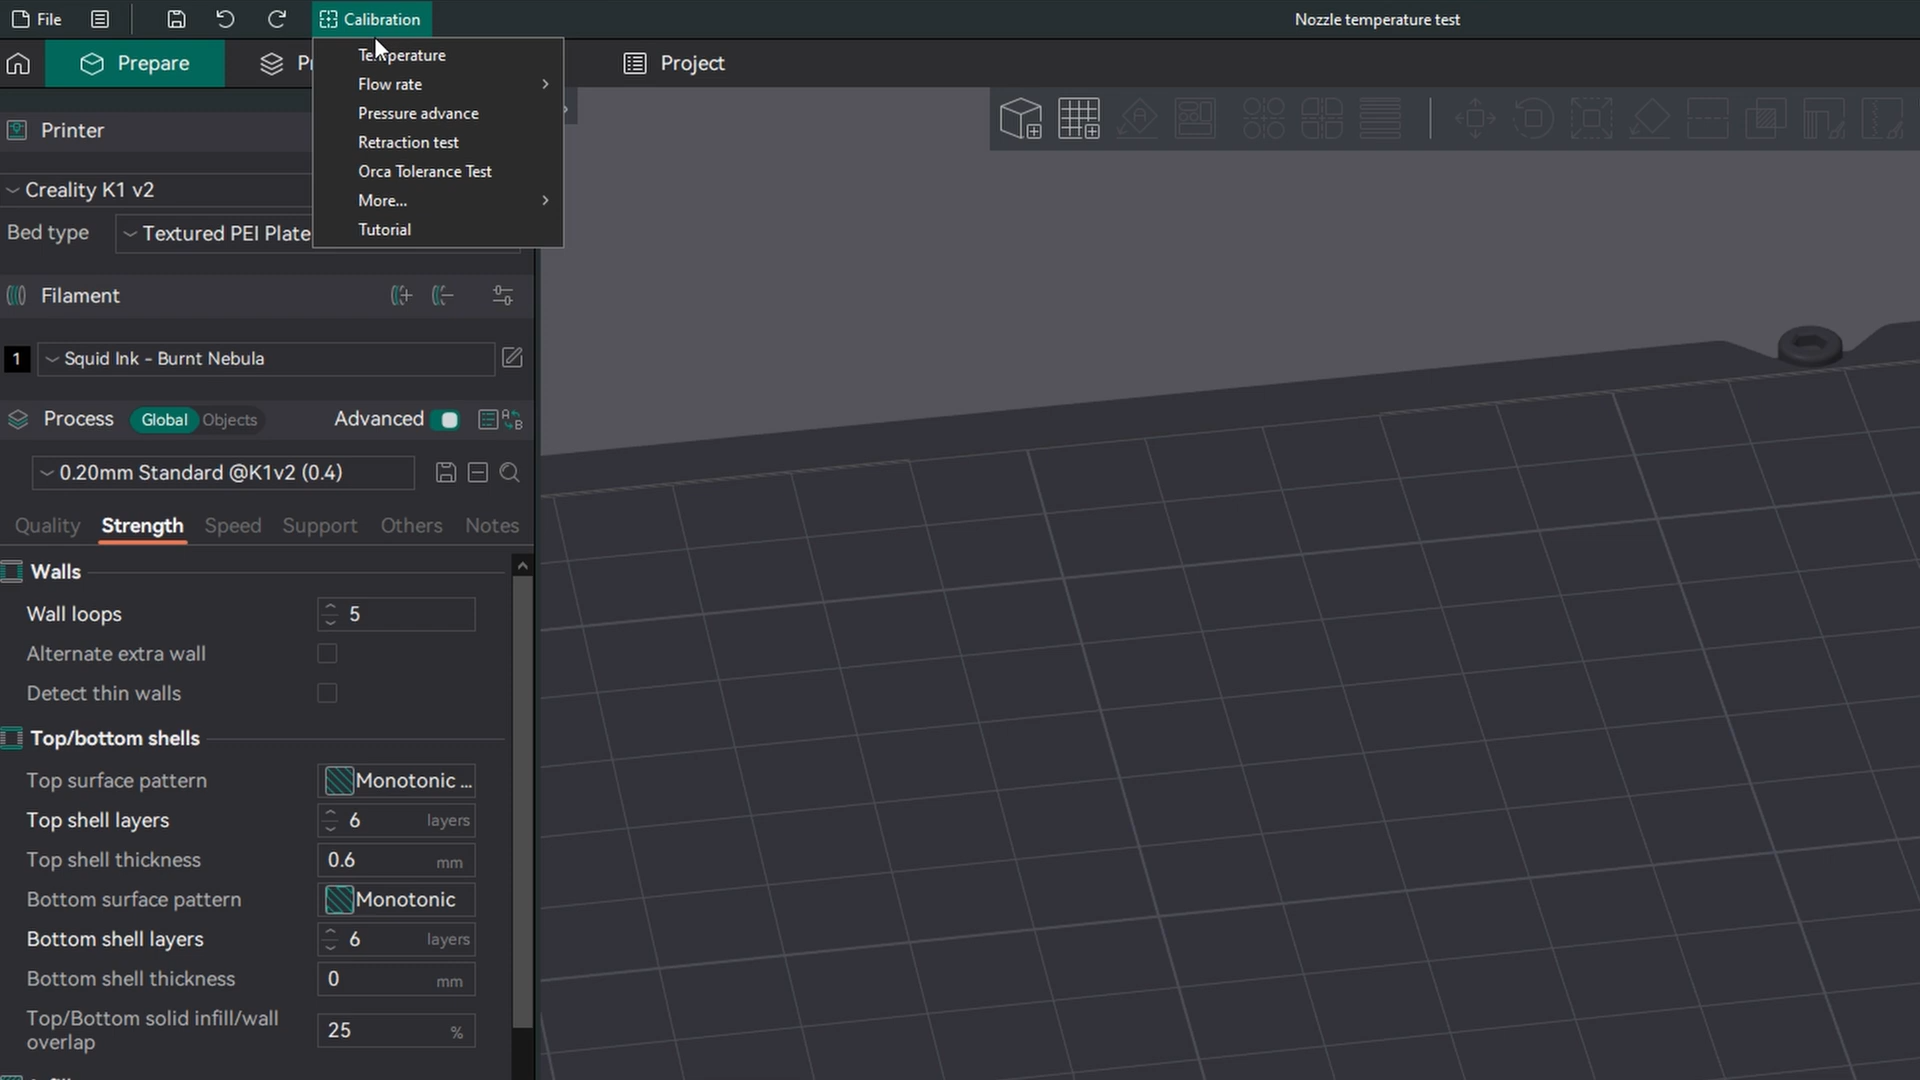 File
Calibration
Nozzle temperature test
Prepare
Project
Temperature
Flow rate
Pressure advance
Retraction test
Orca Tolerance Test
More...
Tutorial
Printer
Creality K1 v2
Bed type
Textured PEI Plate
Filament
1
Squid Ink - Burnt Nebula
Process
Global
Objects
Advanced
0.20mm Standard @K1v2 (0.4)
Quality
Strength
Speed
Support
Others
Notes
Walls
Wall loops
5
Alternate extra wall
Detect thin walls
Top/bottom shells
Top surface pattern
Monotonic ...
Top shell layers
6
layers
Top shell thickness
0.6
mm
Bottom surface pattern
Monotonic
Bottom shell layers
6
layers
Bottom shell thickness
0
mm
Top/Bottom solid infill/wall
overlap
25
%